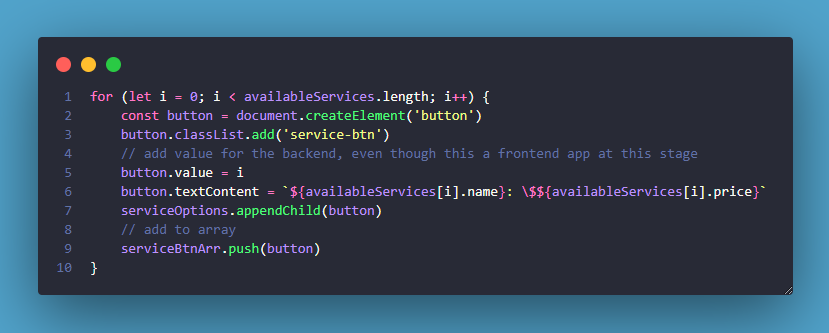 1 for (let i = 0; i < availableServices.length; i++) {
2 const button = document.createElement('button')
3 button.classList.add('service-btn')
4 // add value for the backend, even though this a frontend app at this stage
5 button.value = i
6 button.textContent = `${availableServices[i].name}: \$${availableServices[i].price}`
7 serviceOptions.appendChild(button)
8 // add to array
9 serviceBtnArr.push(button)
10 }